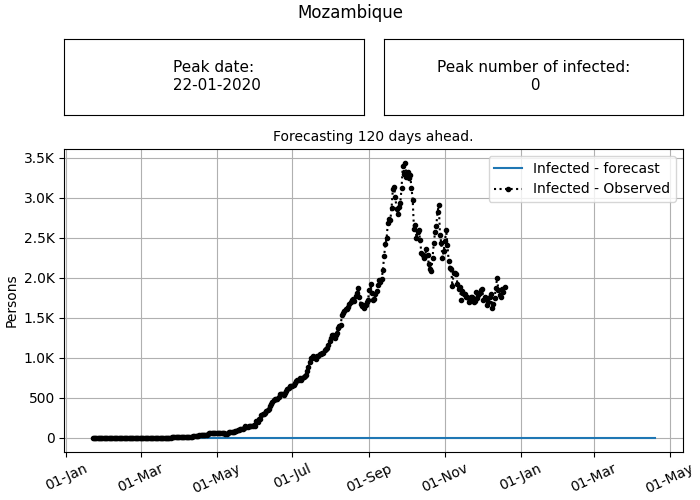 Mozambique
Peak date:
22-01-2020
Peak number of infected:
0
Forecasting 120 days ahead.
3.5K
3.0K
2.5K
2.0K
1.5K
1.0K
500
0
Persons
Infected - forecast
Infected - Observed
01-Jan
01-Mar
01-May
01-Jul
01-Sep
01-Nov
01-Jan
01-Mar
01-May